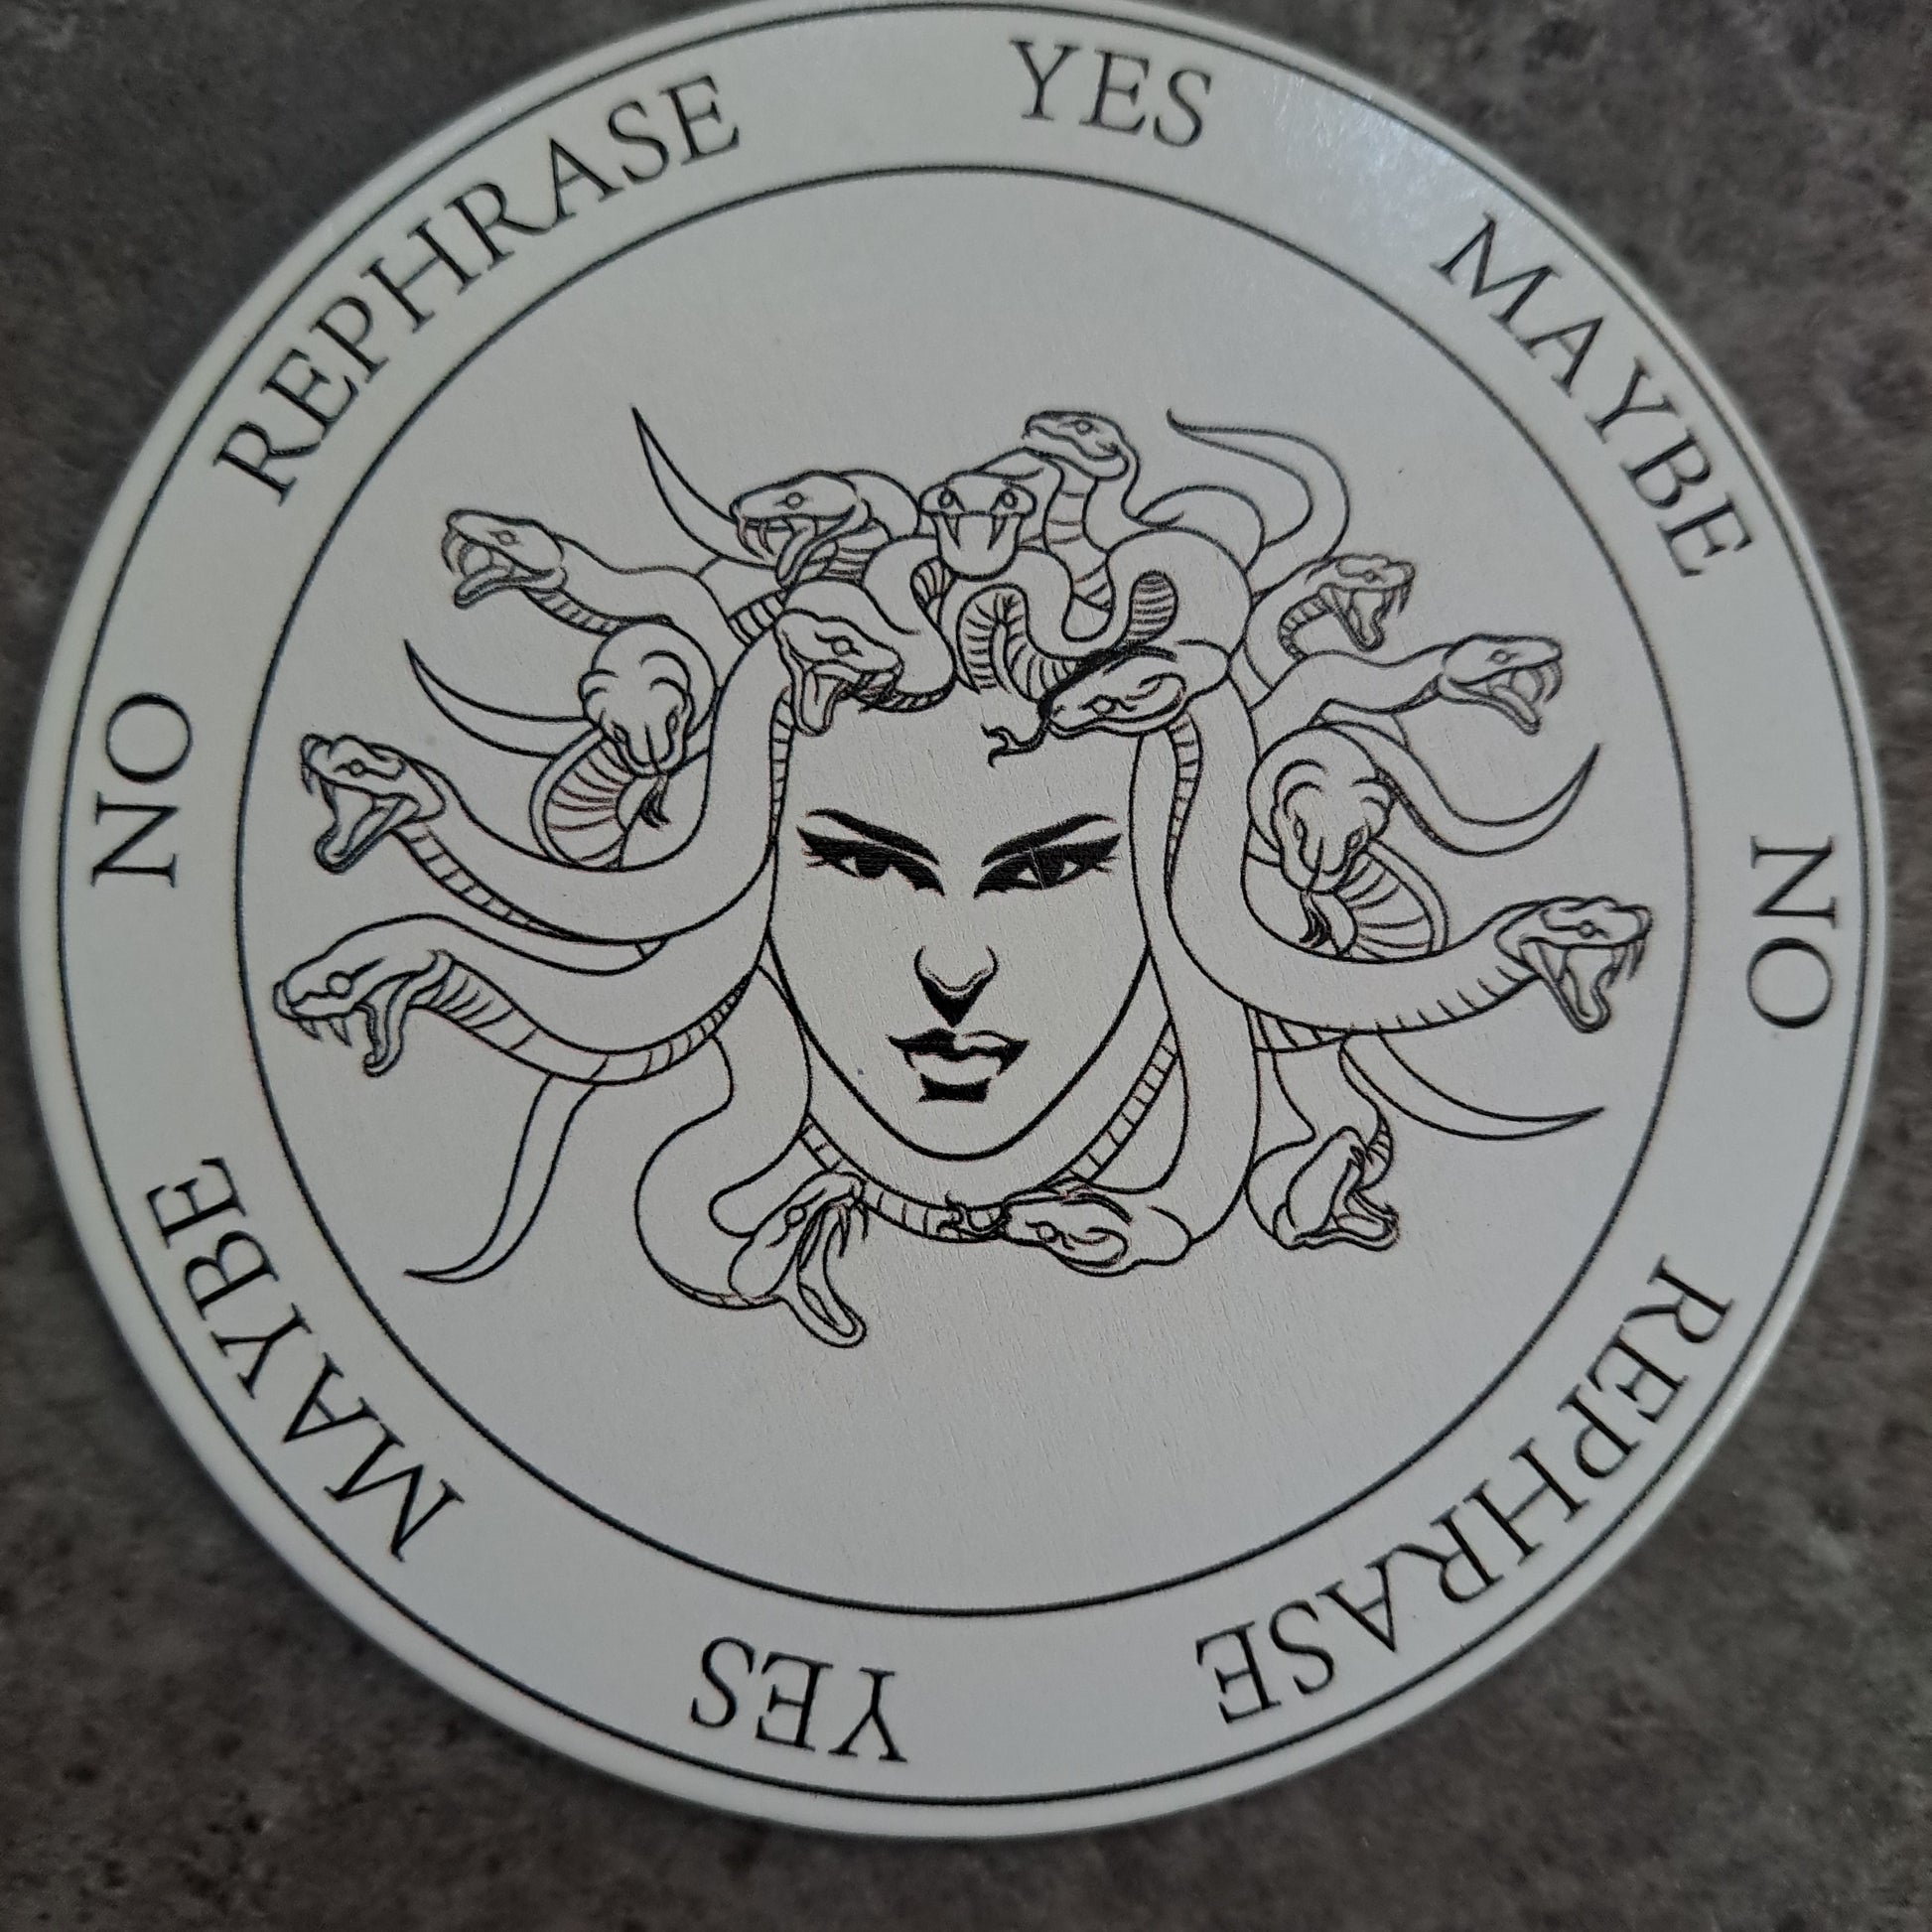 YES
MAYBE
NO
REPHRASE
YES
MAYBE
NO
REPHRASE